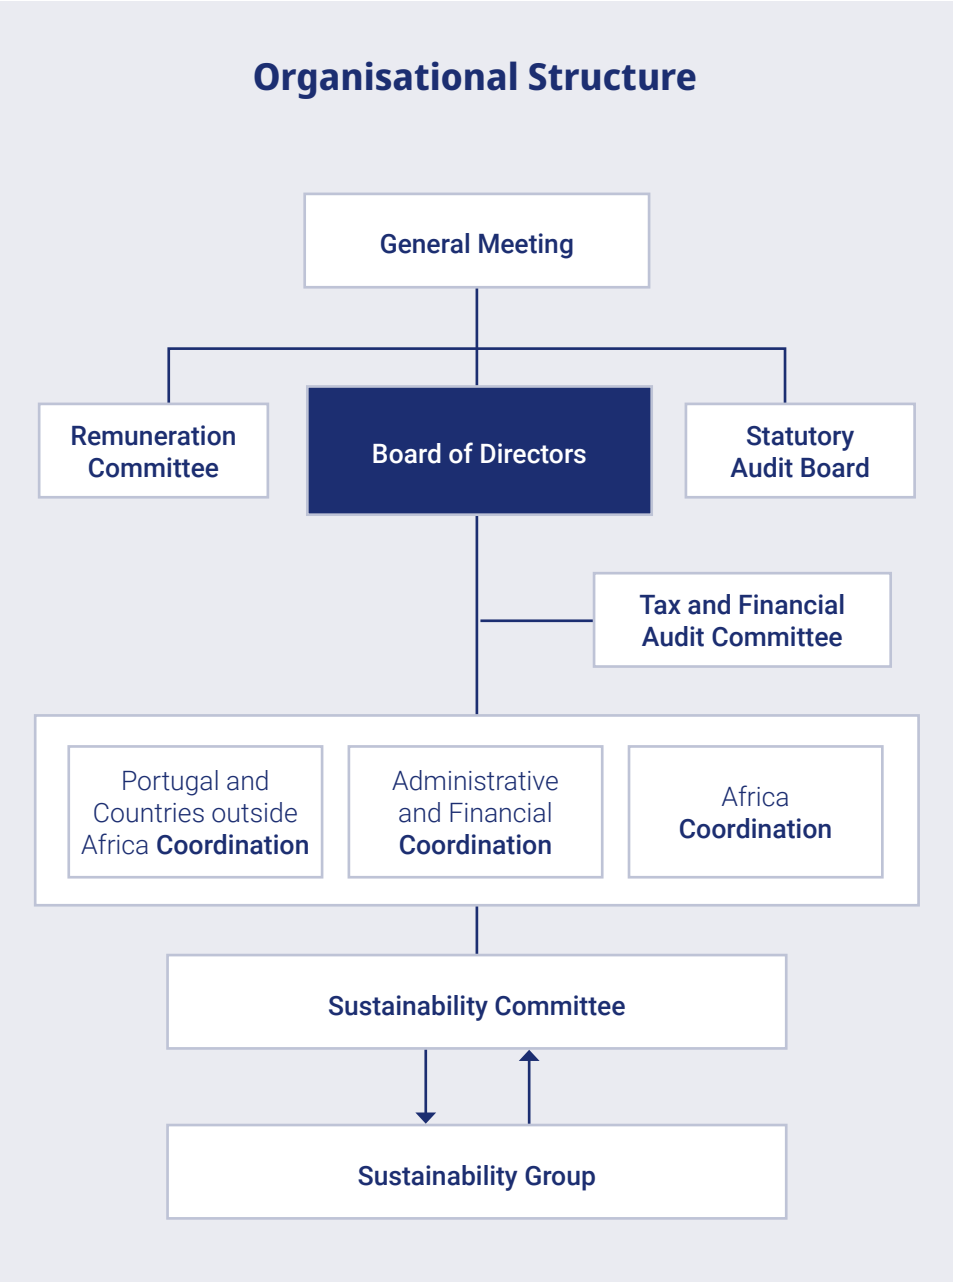 Organisational Structure
General Meeting
Remuneration
Committee
Board of Directors
Statutory
Audit Board
Tax and Financial
Audit Committee
Portugal and
Countries outside
Africa Coordination
Administrative
and Financial
Coordination
Africa
Coordination
Sustainability Committee
Sustainability Group